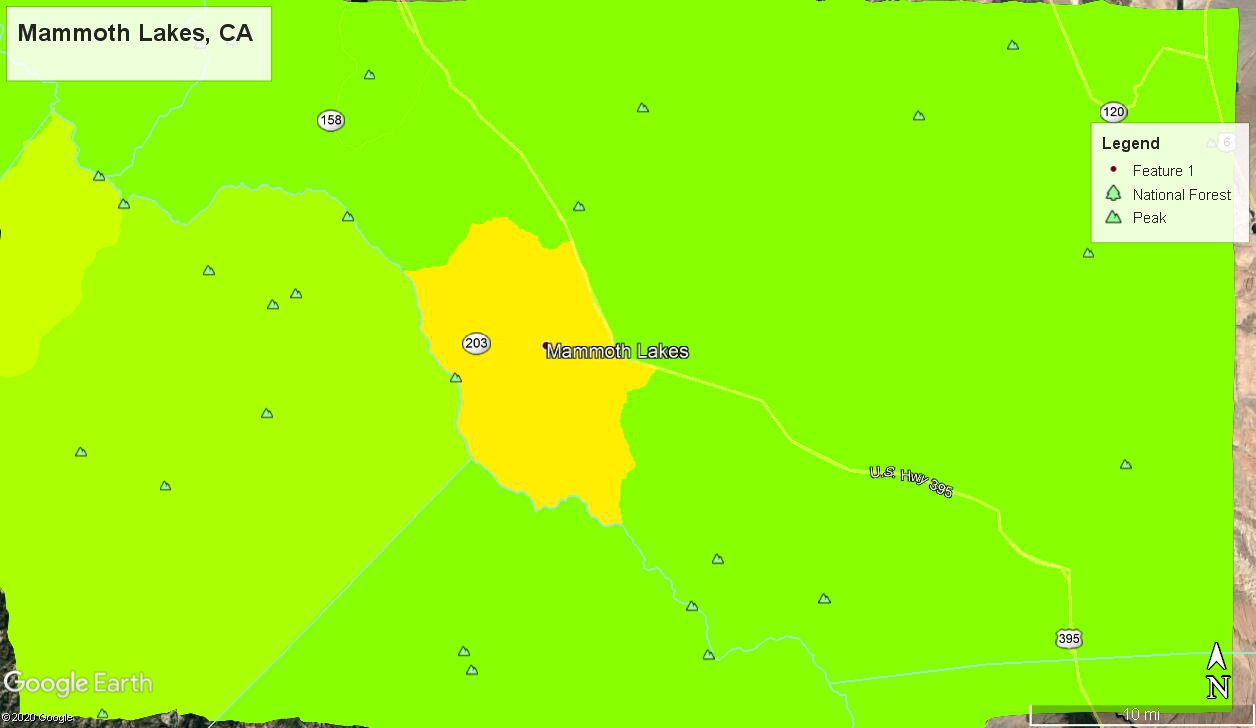 Mammoth Lakes, CA
158
120
6
Legend
Feature 1
National Forest
Peak
203
Mammoth Lakes
U.S. Hwy 395
395
N
10 mi
Google Earth
©2020 Google